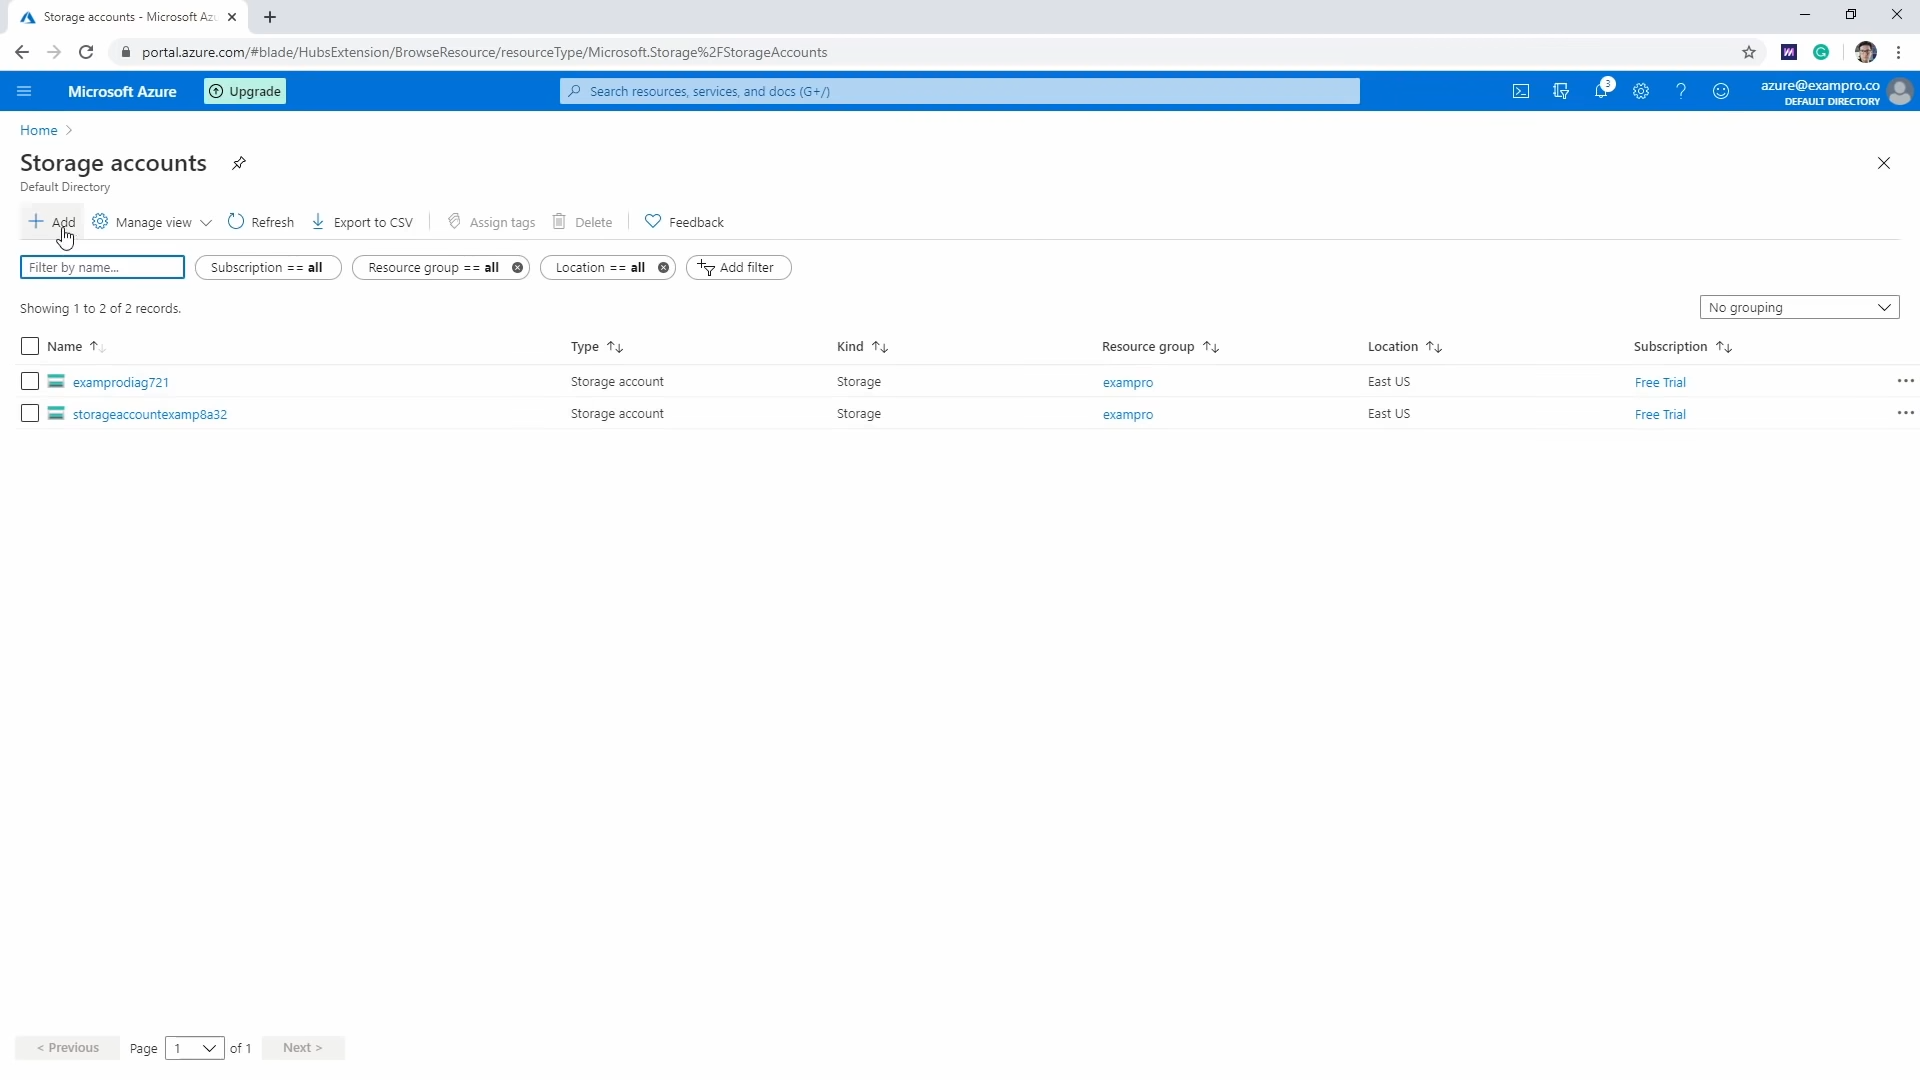 Storage accounts - Microsoft Az
portal.azure.com/#blade/HubsExtension/BrowseResource/resourceType/Microsoft.Storage%2FStorageAccounts
Microsoft Azure
Upgrade
Search resources, services, and docs (G+/)
3
azure@exampro.co
DEFAULT DIRECTORY
Home
Storage accounts
Default Directory
Add Manage view Refresh Export to CSV Assign tags Delete Feedback
Filter by name... Subscription == all Resource group == all Location == all Add filter
Showing 1 to 2 of 2 records. No grouping
Name Type Kind Resource group Location Subscription
examprodiag721 Storage account Storage exampro East US Free Trial
storageaccountexamp8a32 Storage account Storage exampro East US Free Trial
< Previous Page 1 of 1 Next >